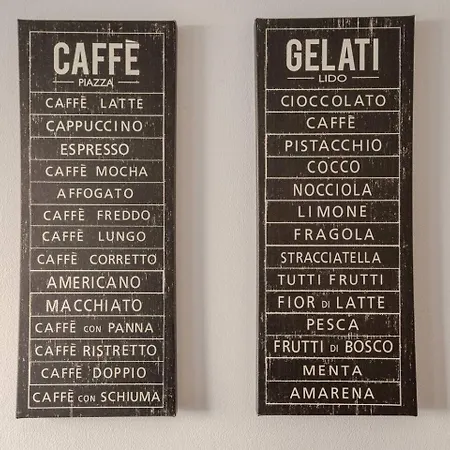 CAFFÈ
PIAZZA
CAFFÈ LATTE
CAPPUCCINO
ESPRESSO
CAFFÈ MOCHA
AFFOGATO
CAFFÈ FREDDO
CAFFÈ LUNGO
CAFFÈ CORRETTO
AMERICANO
MACCHIATO
CAFFÈ CON PANNA
CAFFÈ RISTRETTO
CAFFÈ DOPPIO
CAFFÈ CON SCHIUMA
GELATI
LIDO
CIOCCOLATO
CAFFÈ
PISTACCHIO
COCCO
NOCCIOLA
LIMONE
FRAGOLA
STRACCIATELLA
TUTTI FRUTTI
FIOR DI LATTE
PESCA
FRUTTI DI BOSCO
MENTA
AMARENA